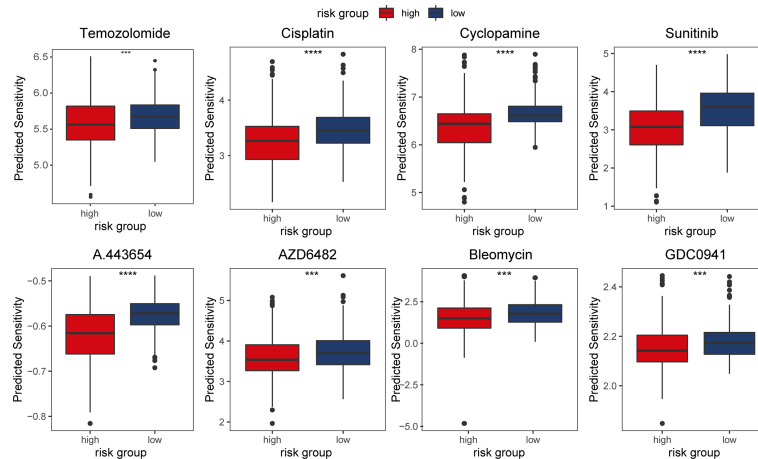 risk group high low
Temozolomide
Cisplatin
Cyclopamine
Sunitinib
Predicted Sensitivity
6.5
6.0
5.5
5.0
***
high low
risk group
Predicted Sensitivity
4
3
****
high low
risk group
Predicted Sensitivity
8
7
6
5
****
high low
risk group
Predicted Sensitivity
5
4
3
2
1
****
high low
risk group
A.443654
AZD6482
Bleomycin
GDC0941
Predicted Sensitivity
−0.5
−0.6
−0.7
−0.8
****
high low
risk group
Predicted Sensitivity
5
4
3
2
***
high low
risk group
Predicted Sensitivity
2.5
0.0
−2.5
−5.0
***
high low
risk group
Predicted Sensitivity
2.4
2.2
2.0
***
high low
risk group